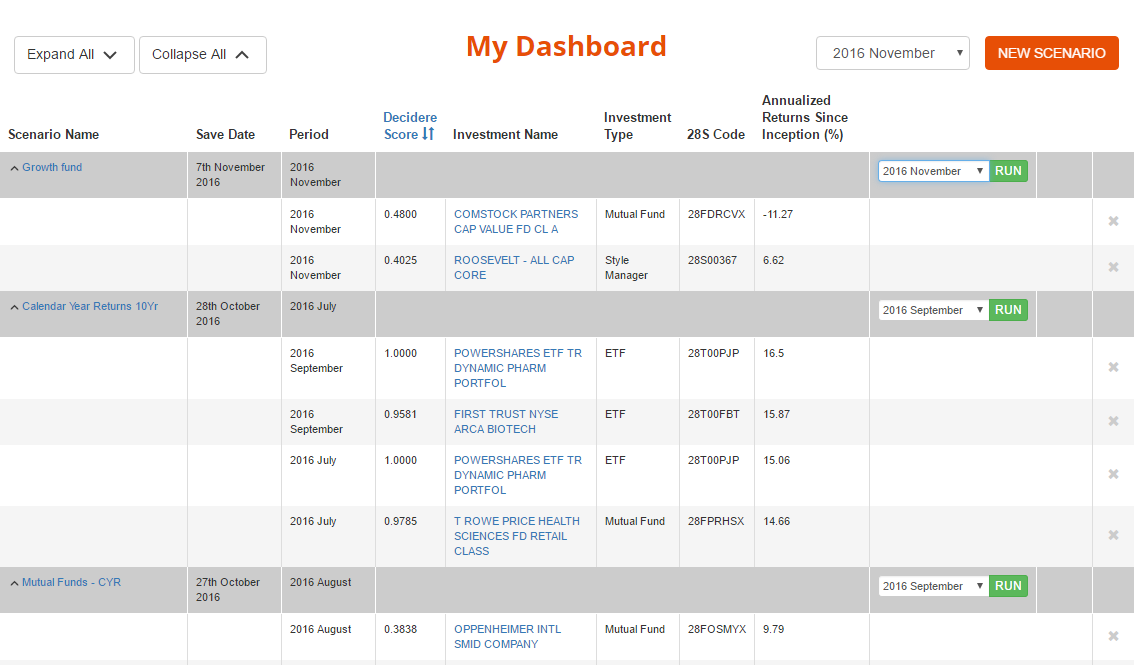 Expand All
Collapse All
My Dashboard
2016 November
NEW SCENARIO
Scenario Name
Save Date
Period
Decidere
Score
Investment Name
Investment
Type
28S Code
Annualized
Returns Since
Inception (%)
Growth fund
7th November
2016
2016
November
2016 November
RUN
2016
November
0.4800
COMSTOCK PARTNERS
CAP VALUE FD CL A
Mutual Fund
28FDRCVX
-11.27
2016
November
0.4025
ROOSEVELT - ALL CAP
CORE
Style
Manager
28S00367
6.62
Calendar Year Returns 10Yr
28th October
2016
2016 July
2016 September
RUN
2016
September
1.0000
POWERSHARES ETF TR
DYNAMIC PHARM
PORTFOL
ETF
28T00PJP
16.5
2016
September
0.9581
FIRST TRUST NYSE
ARCA BIOTECH
ETF
28T00FBT
15.87
2016 July
1.0000
POWERSHARES ETF TR
DYNAMIC PHARM
PORTFOL
ETF
28T00PJP
15.06
2016 July
0.9785
T ROWE PRICE HEALTH
SCIENCES FD RETAIL
CLASS
Mutual Fund
28FPRHSX
14.66
Mutual Funds - CYR
27th October
2016
2016 August
2016 September
RUN
2016 August
0.3838
OPPENHEIMER INTL
SMID COMPANY
Mutual Fund
28FOSMYX
9.79